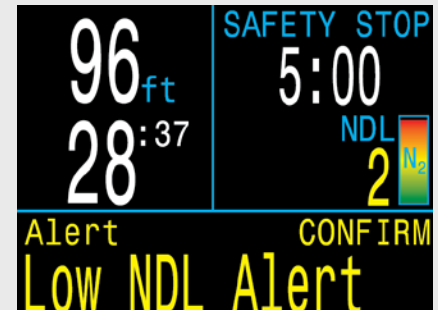 96ft
28:37
SAFETY STOP
5:00
NDL
2 N₂
Alert CONFIRM
Low NDL Alert